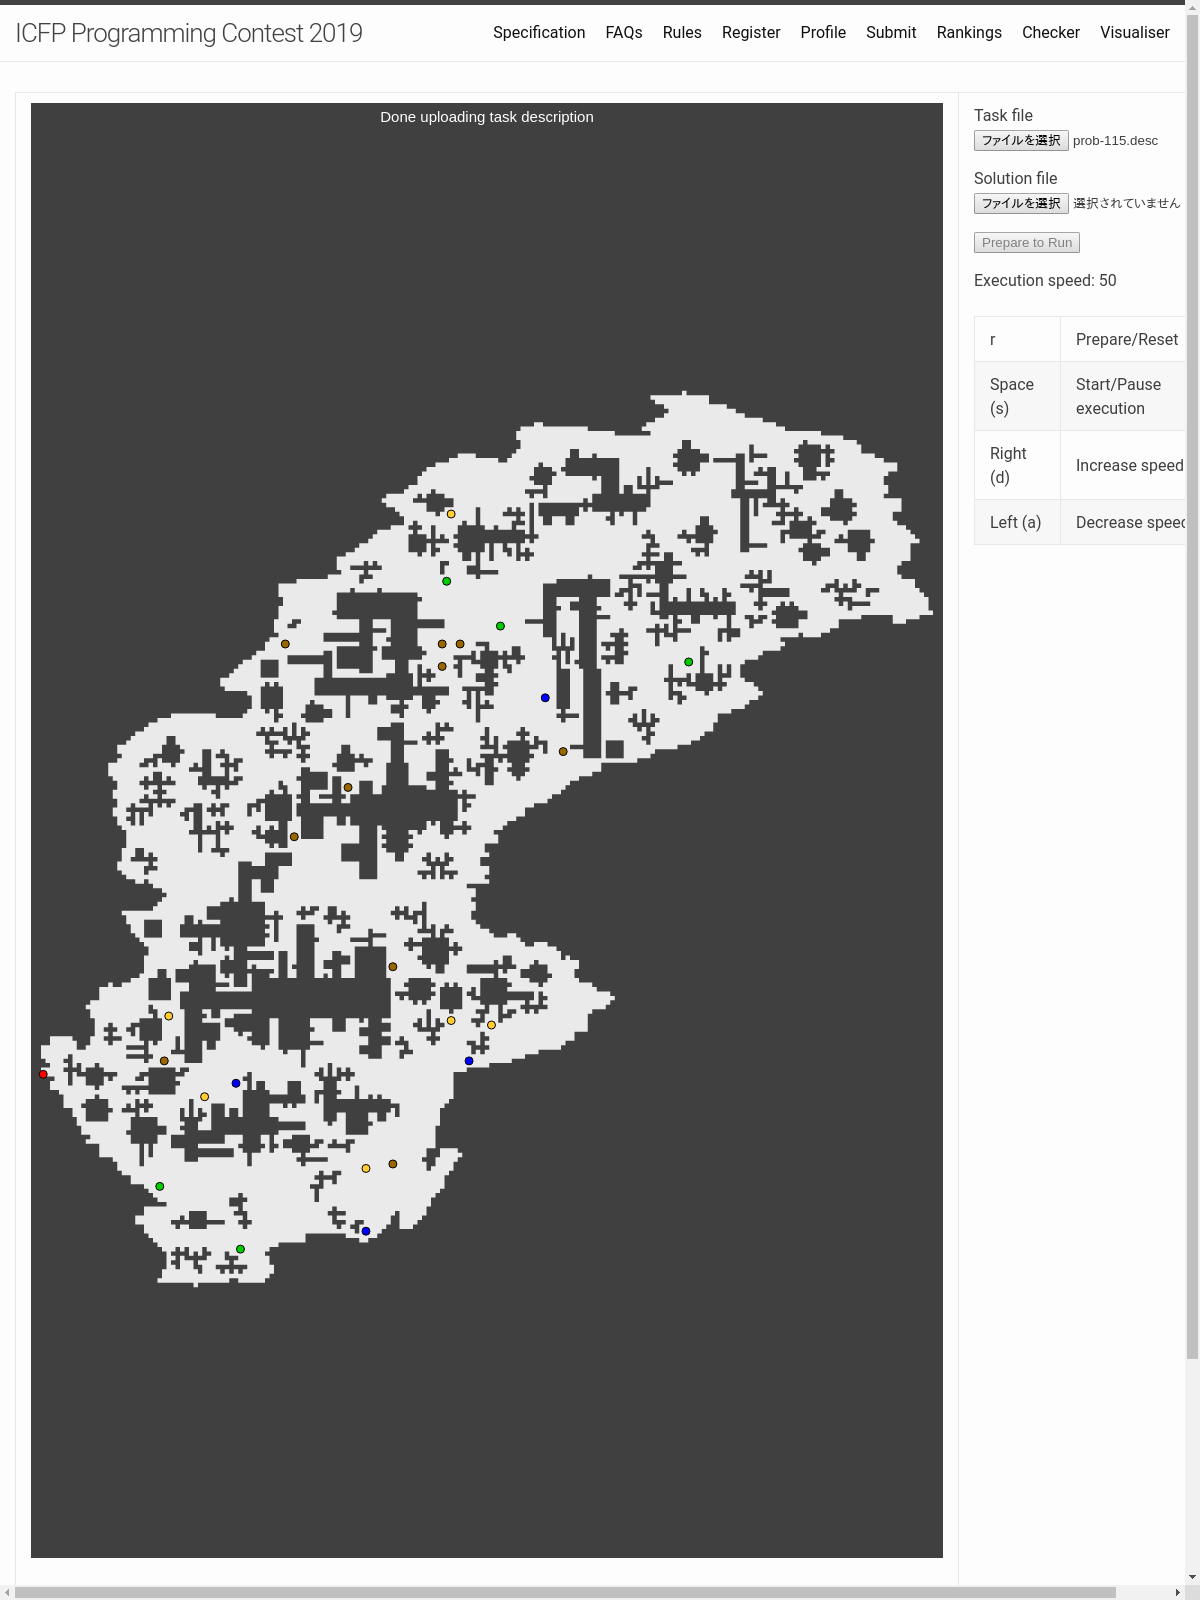 ICFP Programming Contest 2019
Specification FAQs Rules Register Profile Submit Rankings Checker Visualiser
Done uploading task description
Task file
ファイルを選択 prob-115.desc
Solution file
ファイルを選択 選択されていません
Prepare to Run
Execution speed: 50
r Prepare/Reset
Space (s) Start/Pause execution
Right (d) Increase speed
Left (a) Decrease speed